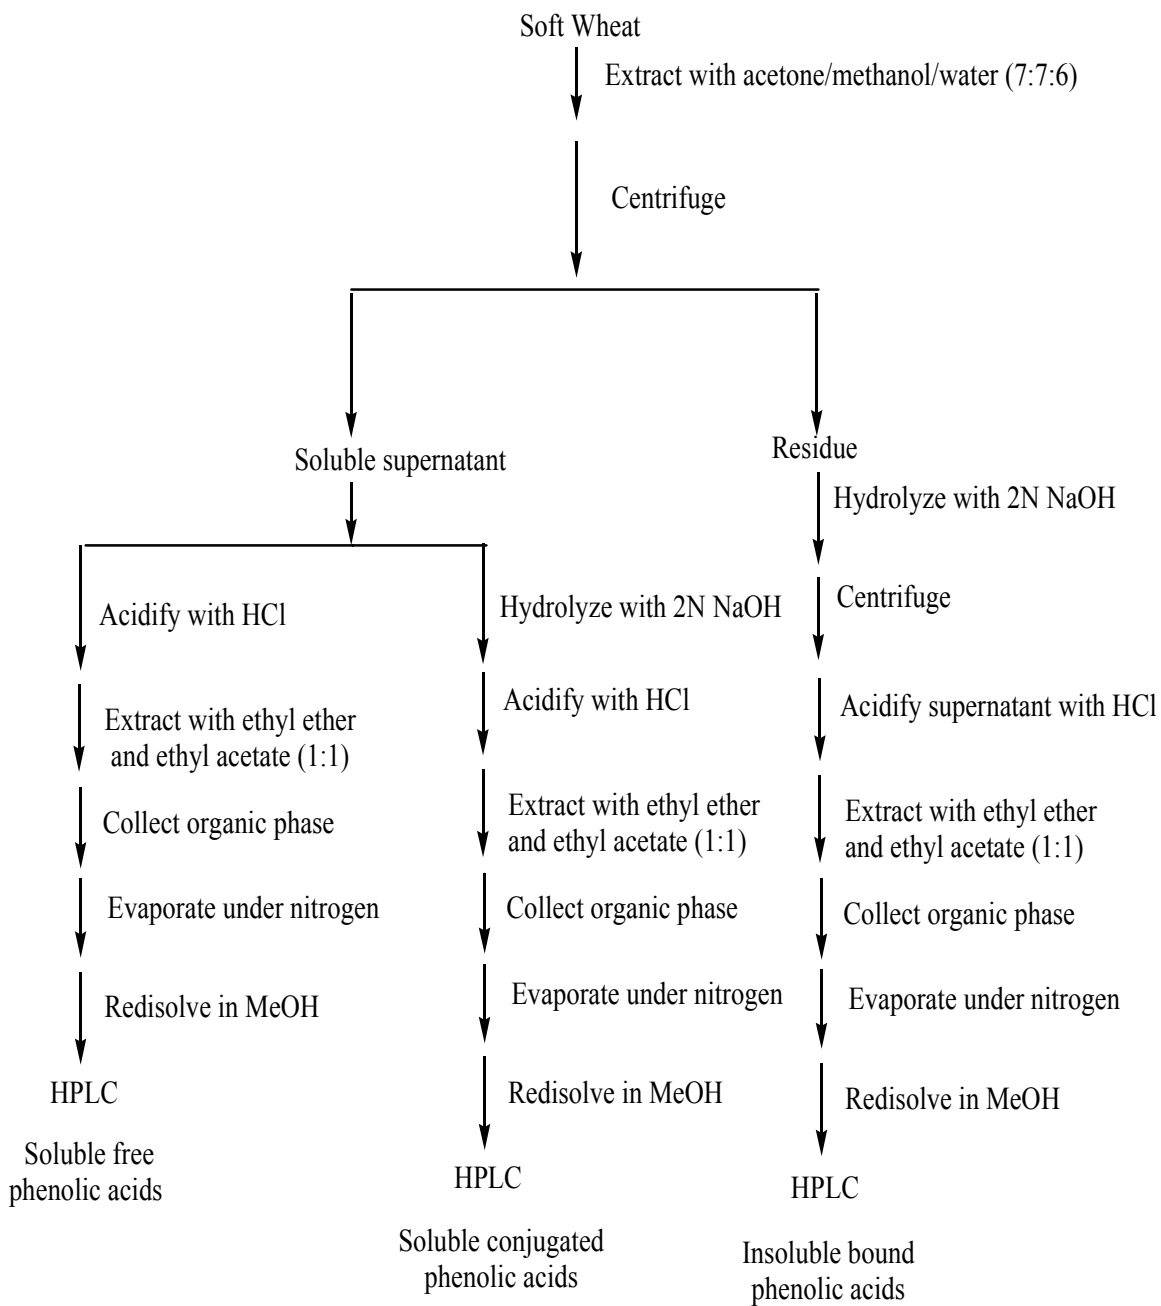 Soft Wheat
Extract with acetone/methanol/water (7:7:6)
Centrifuge
Soluble supernatant
Residue
Acidify with HCl
Extract with ethyl ether
and ethyl acetate (1:1)
Collect organic phase
Evaporate under nitrogen
Redisolve in MeOH
HPLC
Soluble free
phenolic acids
Hydrolyze with 2N NaOH
Acidify with HCl
Extract with ethyl ether
and ethyl acetate (1:1)
Collect organic phase
Evaporate under nitrogen
Redisolve in MeOH
HPLC
Soluble conjugated
phenolic acids
Hydrolyze with 2N NaOH
Centrifuge
Acidify supernatant with HCl
Extract with ethyl ether
and ethyl acetate (1:1)
Collect organic phase
Evaporate under nitrogen
Redisolve in MeOH
HPLC
Insoluble bound
phenolic acids